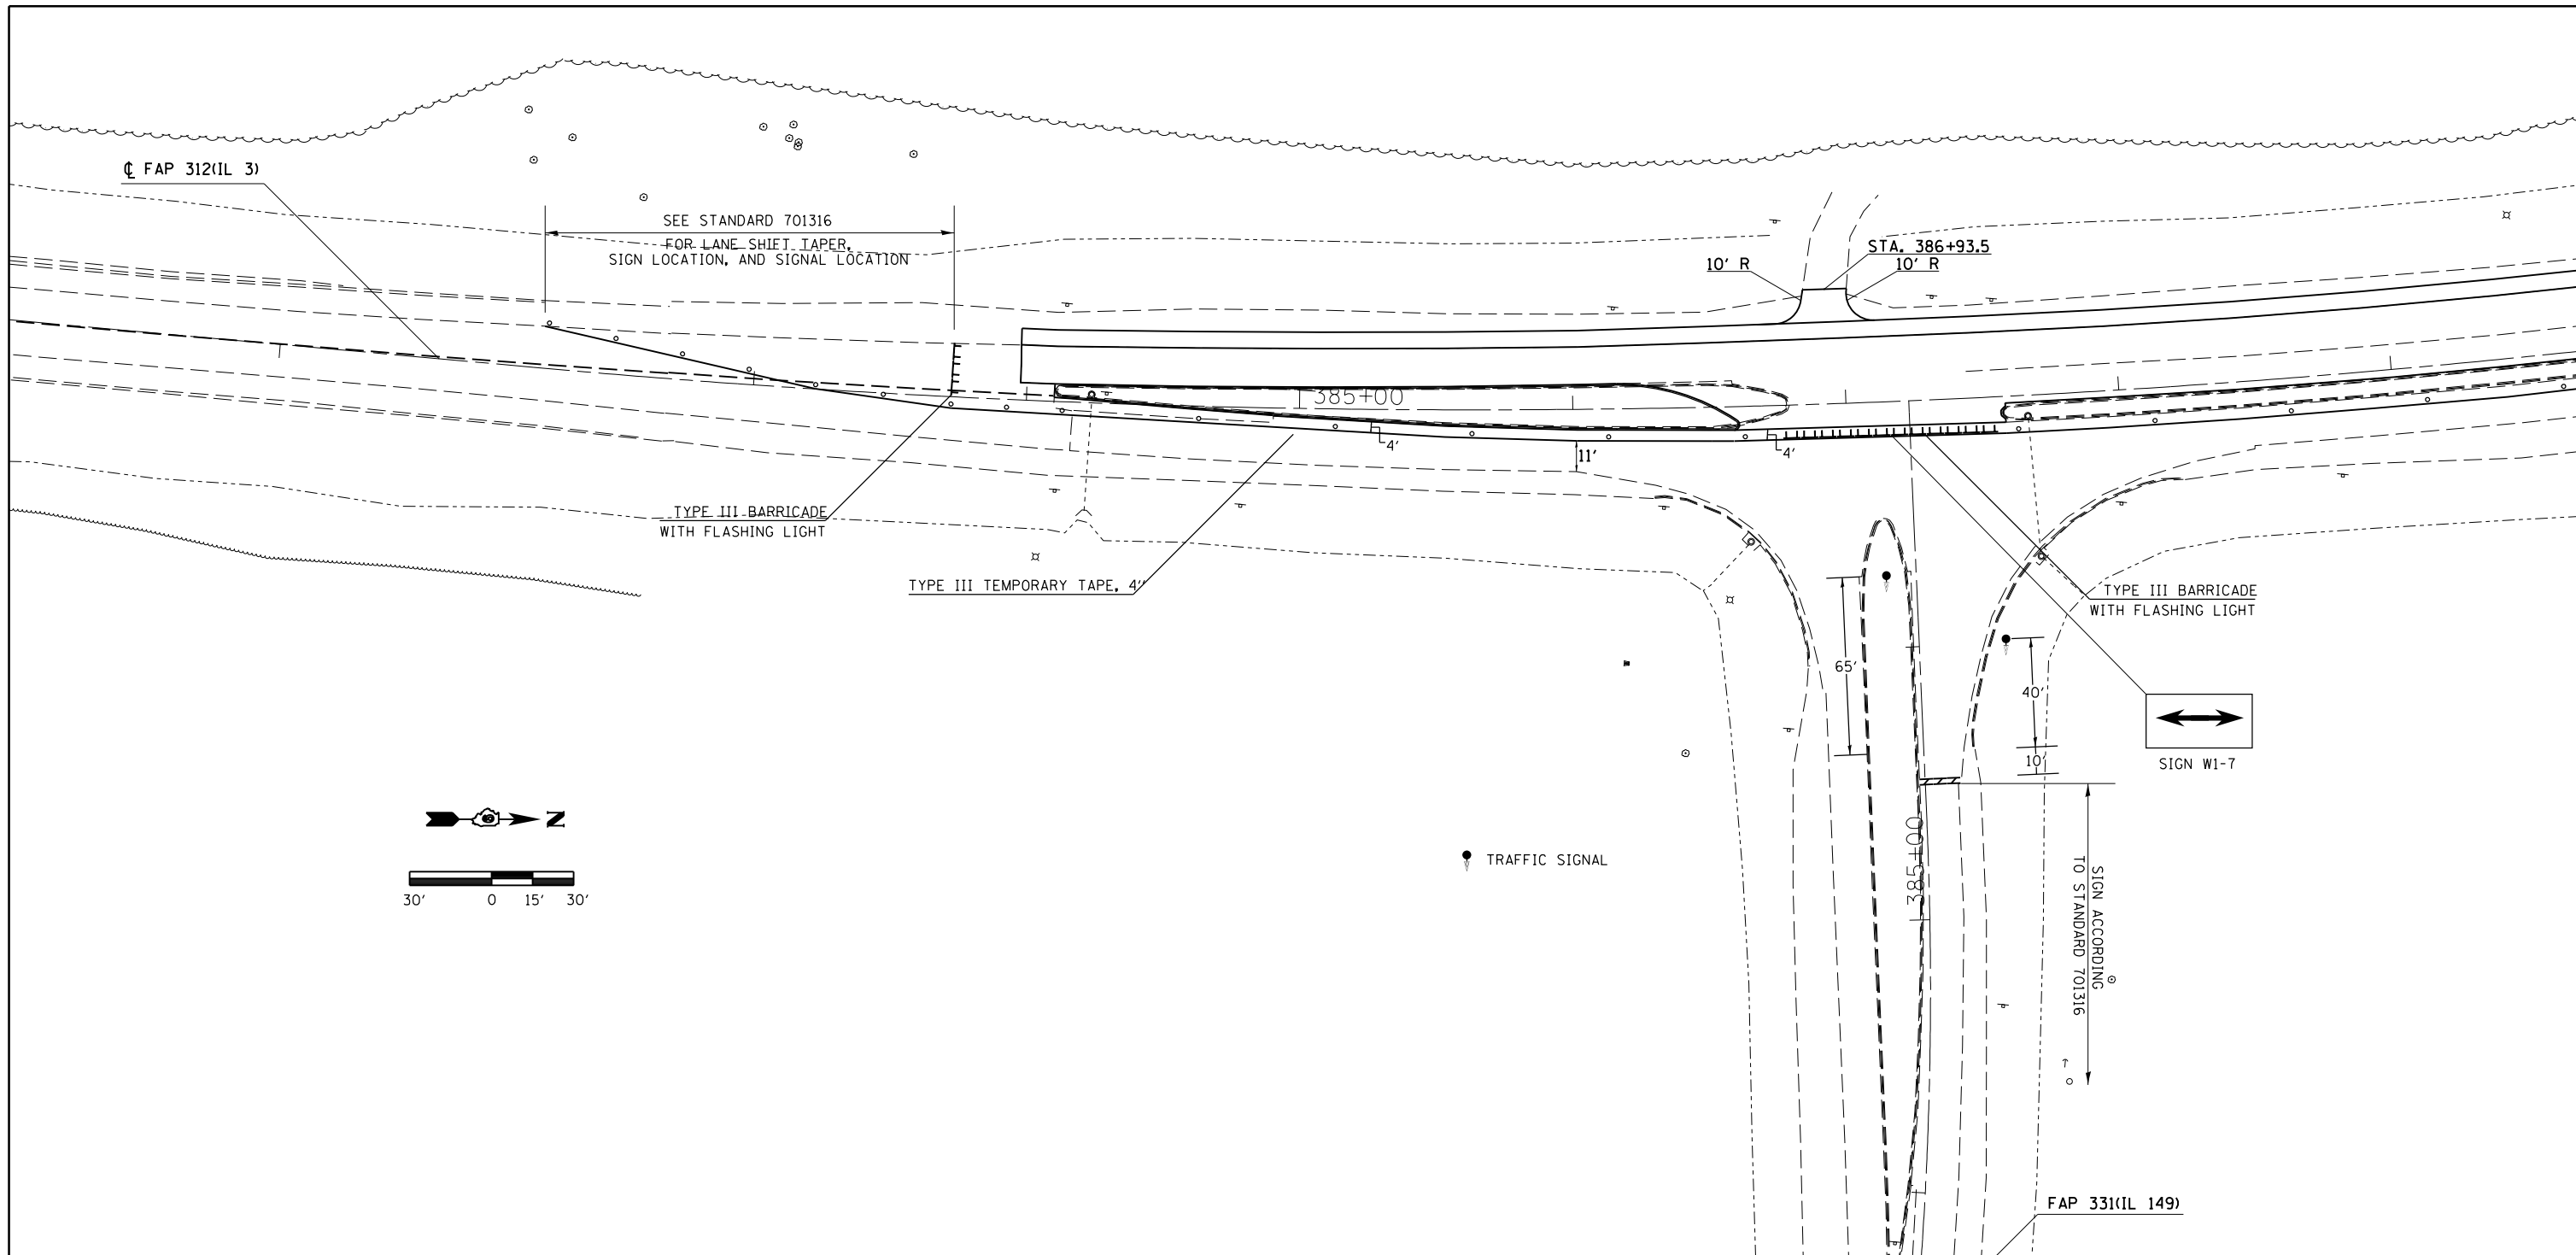 ℄ FAP 312(IL 3)
SEE STANDARD 701316
FOR LANE SHIFT TAPER,
SIGN LOCATION, AND SIGNAL LOCATION
STA. 386+93.5
10' R
10' R
385+00
4'
4'
11'
TYPE III BARRICADE
WITH FLASHING LIGHT
TYPE III TEMPORARY TAPE, 4"
TYPE III BARRICADE
WITH FLASHING LIGHT
65'
40'
10'
SIGN W1-7
N
30' 0 15' 30'
TRAFFIC SIGNAL
385+00
SIGN ACCORDING
TO STANDARD 701316
FAP 331(IL 149)